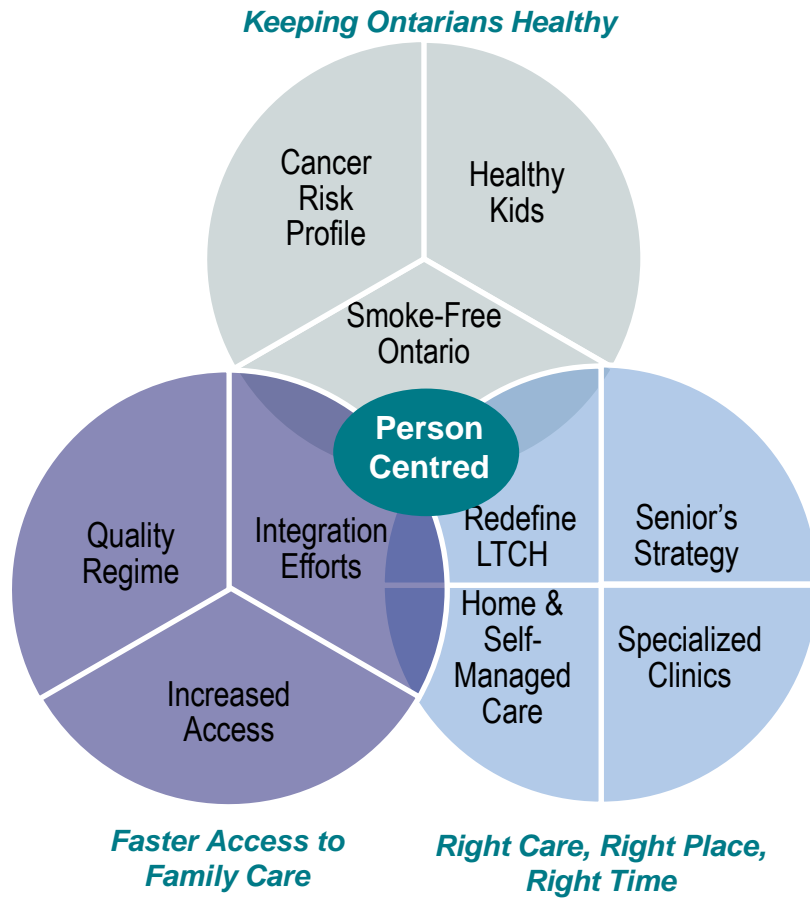 Keeping Ontarians Healthy
Cancer
Risk
Profile
Healthy
Kids
Smoke-Free
Ontario
Person
Centred
Quality
Regime
Integration
Efforts
Increased
Access
Redefine
LTCH
Senior’s
Strategy
Home &
Self-
Managed
Care
Specialized
Clinics
Faster Access to
Family Care
Right Care, Right Place,
Right Time